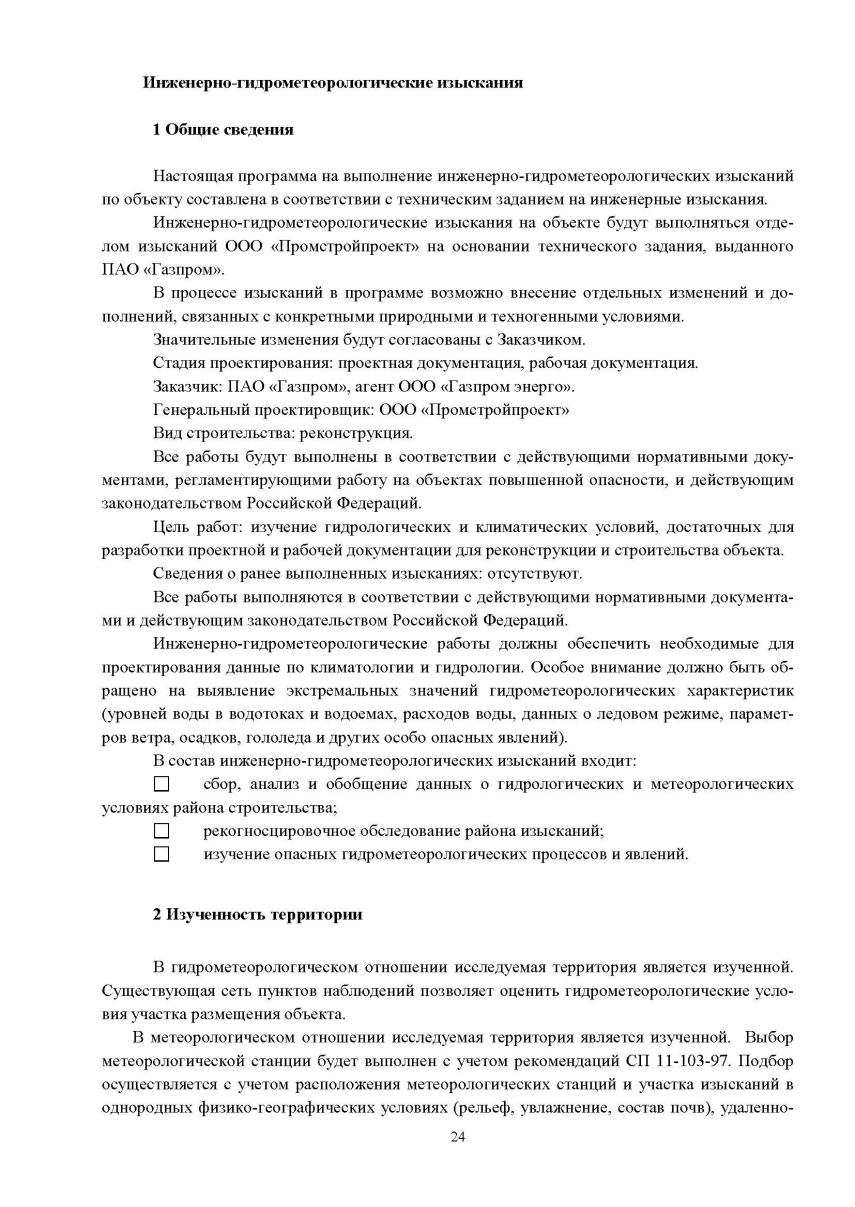 Инженерно-гидрометеорологические изыскания
1 Общие сведения
Настоящая программа на выполнение инженерно-гидрометеорологических изысканий
по объекту составлена в соответствии с техническим заданием на инженерные изыскания.
Инженерно-гидрометеорологические изыскания на объекте будут выполняться отде-
лом изысканий ООО «Промстройпроект» на основании технического задания, выданного
ПАО «Газпром».
В процессе изысканий в программе возможно внесение отдельных изменений и до-
полнений, связанных с конкретными природными и техногенными условиями.
Значительные изменения будут согласованы с Заказчиком.
Стадия проектирования: проектная документация, рабочая документация.
Заказчик: ПАО «Газпром», агент ООО «Газпром энерго».
Генеральный проектировщик: ООО «Промстройпроект»
Вид строительства: реконструкция.
Все работы будут выполнены в соответствии с действующими нормативными доку-
ментами, регламентирующими работу на объектах повышенной опасности, и действующим
законодательством Российской Федераций.
Цель работ: изучение гидрологических и климатических условий, достаточных для
разработки проектной и рабочей документации для реконструкции и строительства объекта.
Сведения о ранее выполненных изысканиях: отсутствуют.
Все работы выполняются в соответствии с действующими нормативными документа-
ми и действующим законодательством Российской Федераций.
Инженерно-гидрометеорологические работы должны обеспечить необходимые для
проектирования данные по климатологии и гидрологии. Особое внимание должно быть об-
ращено на выявление экстремальных значений гидрометеорологических характеристик
(уровней воды в водотоках и водоемах, расходов воды, данных о ледовом режиме, парамет-
ров ветра, осадков, гололеда и других особо опасных явлений).
В состав инженерно-гидрометеорологических изысканий входит:
сбор, анализ и обобщение данных о гидрологических и метеорологических
условиях района строительства;
рекогносцировочное обследование района изысканий;
изучение опасных гидрометеорологических процессов и явлений.
2 Изученность территории
В гидрометеорологическом отношении исследуемая территория является изученной.
Существующая сеть пунктов наблюдений позволяет оценить гидрометеорологические усло-
вия участка размещения объекта.
В метеорологическом отношении исследуемая территория является изученной. Выбор
метеорологической станции будет выполнен с учетом рекомендаций СП 11-103-97. Подбор
осуществляется с учетом расположения метеорологических станций и участка изысканий в
однородных физико-географических условиях (рельеф, увлажнение, состав почв), удаленно-
24